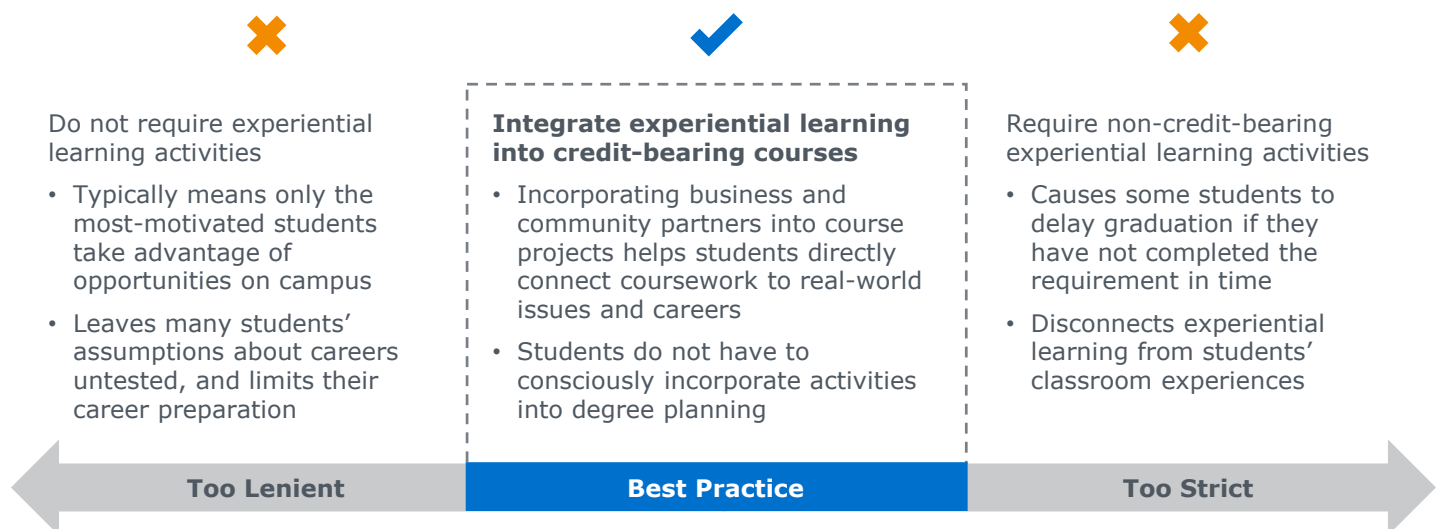 Do not require experiential
learning activities
• Typically means only the
most-motivated students
take advantage of
opportunities on campus
• Leaves many students’
assumptions about careers
untested, and limits their
career preparation
Integrate experiential learning
into credit-bearing courses
• Incorporating business and
community partners into course
projects helps students directly
connect coursework to real-world
issues and careers
• Students do not have to
consciously incorporate activities
into degree planning
Require non-credit-bearing
experiential learning activities
• Causes some students to
delay graduation if they
have not completed the
requirement in time
• Disconnects experiential
learning from students’
classroom experiences
Too Lenient
Best Practice
Too Strict